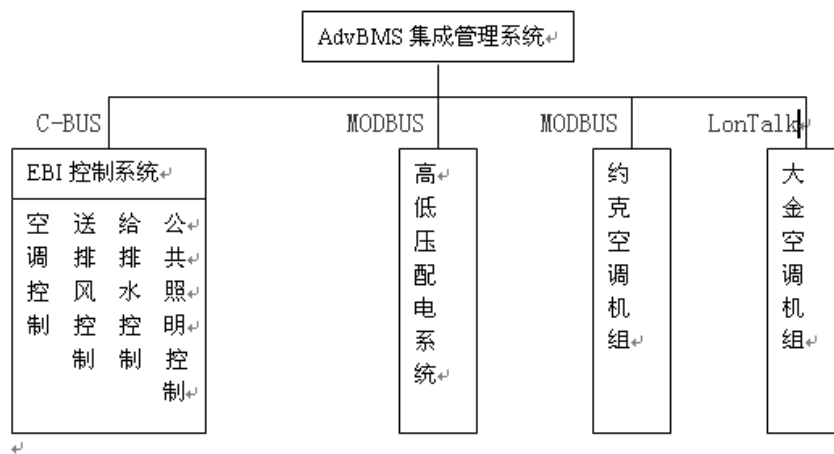 AdvBMS 集成管理系统
C-BUS
MODBUS
MODBUS
LonTalk
EBI 控制系统
空调控制
送排风控制
给排水控制
公共照明控制
高低压配电系统
约克空调机组
大金空调机组